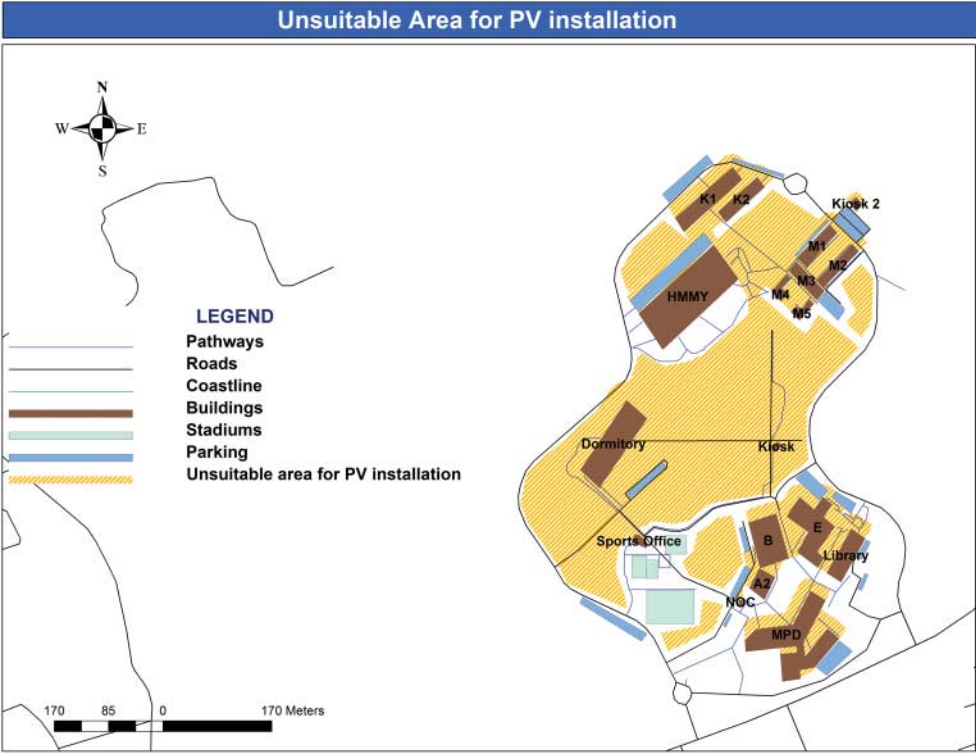 Unsuitable Area for PV installation
N
W
E
S
K1
K2
Kiosk 2
M1
M2
M3
M4
M5
HMMY
LEGEND
Pathways
Roads
Coastline
Buildings
Stadiums
Parking
Unsuitable area for PV installation
Dormitory
Kiosk
E
B
Sports Office
Library
A2
NOC
MPD
170 85 0 170 Meters